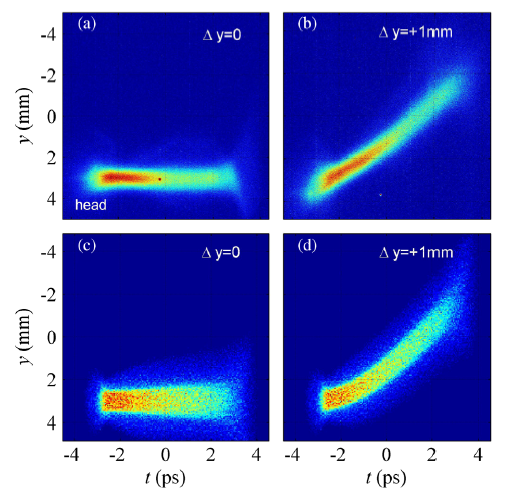 (a)
Δ y=0
(b)
Δ y=+1mm
-4
-2
0
2
4
y (mm)
head
(c)
Δ y=0
(d)
Δ y=+1mm
-4
-2
0
2
4
y (mm)
-4 -2 0 2 4
-4 -2 0 2 4
t (ps)
t (ps)